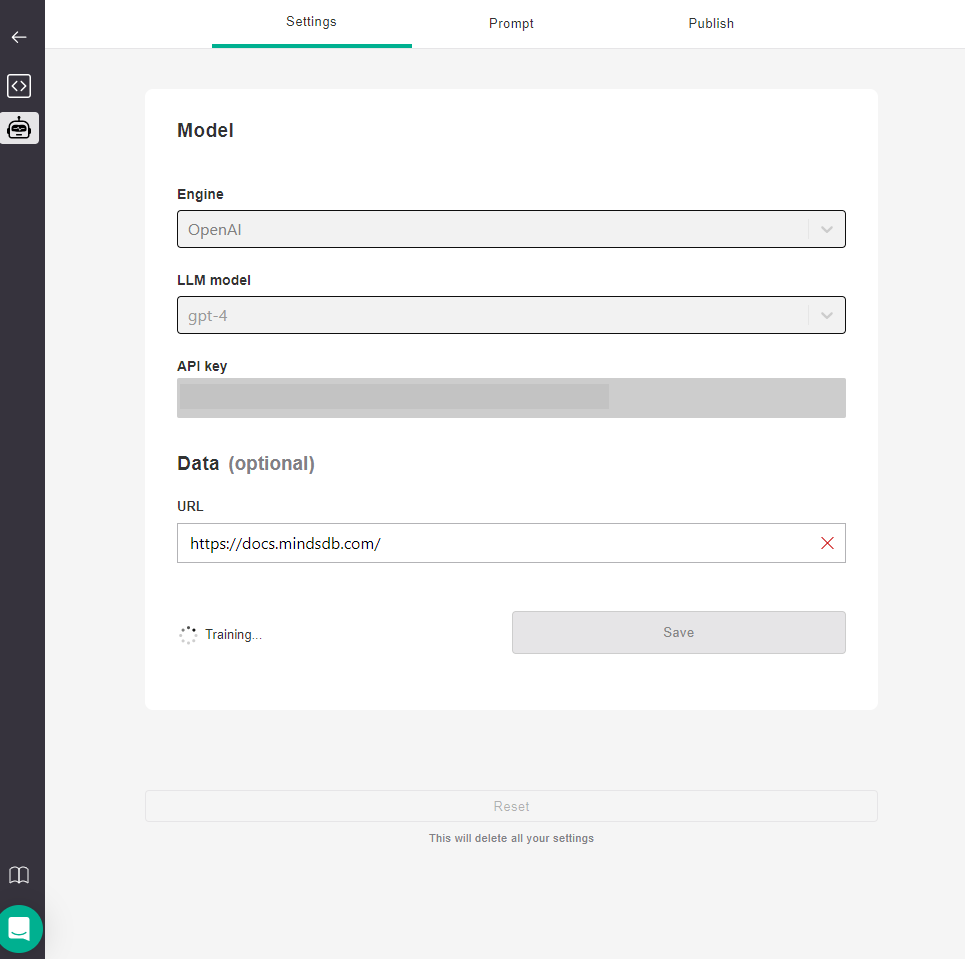 Settings
Prompt
Publish
Model
Engine
OpenAI
LLM model
gpt-4
API key
Data (optional)
URL
https://docs.mindsdb.com/
Training...
Save
Reset
This will delete all your settings